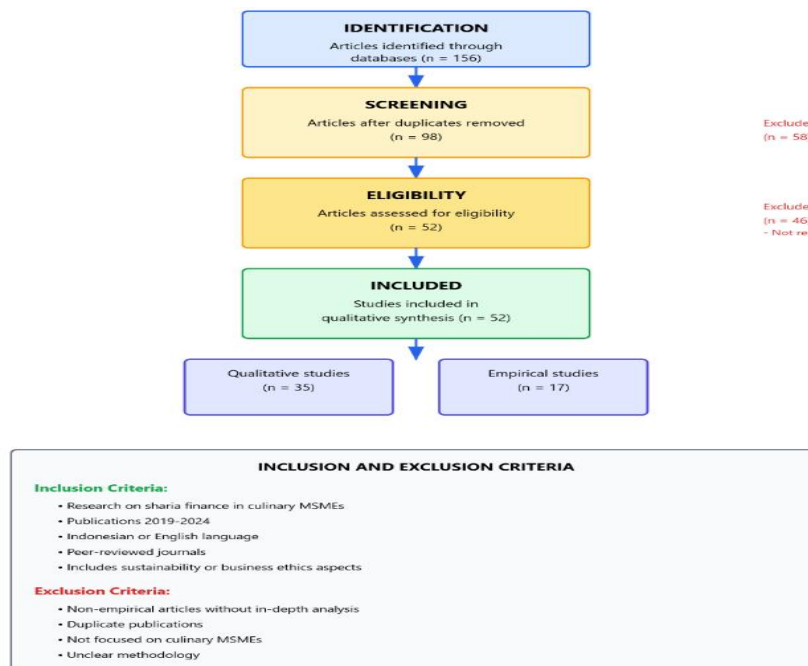 IDENTIFICATION
Articles identified through
databases (n = 156)
SCREENING
Articles after duplicates removed
(n = 98)
Exclude
(n = 58
ELIGIBILITY
Articles assessed for eligibility
(n = 52)
Exclude
(n = 46
- Not re
INCLUDED
Studies included in
qualitative synthesis (n = 52)
Qualitative studies
(n = 35)
Empirical studies
(n = 17)
INCLUSION AND EXCLUSION CRITERIA
Inclusion Criteria:
• Research on sharia finance in culinary MSMEs
• Publications 2019-2024
• Indonesian or English language
• Peer-reviewed journals
• Includes sustainability or business ethics aspects
Exclusion Criteria:
• Non-empirical articles without in-depth analysis
• Duplicate publications
• Not focused on culinary MSMEs
• Unclear methodology